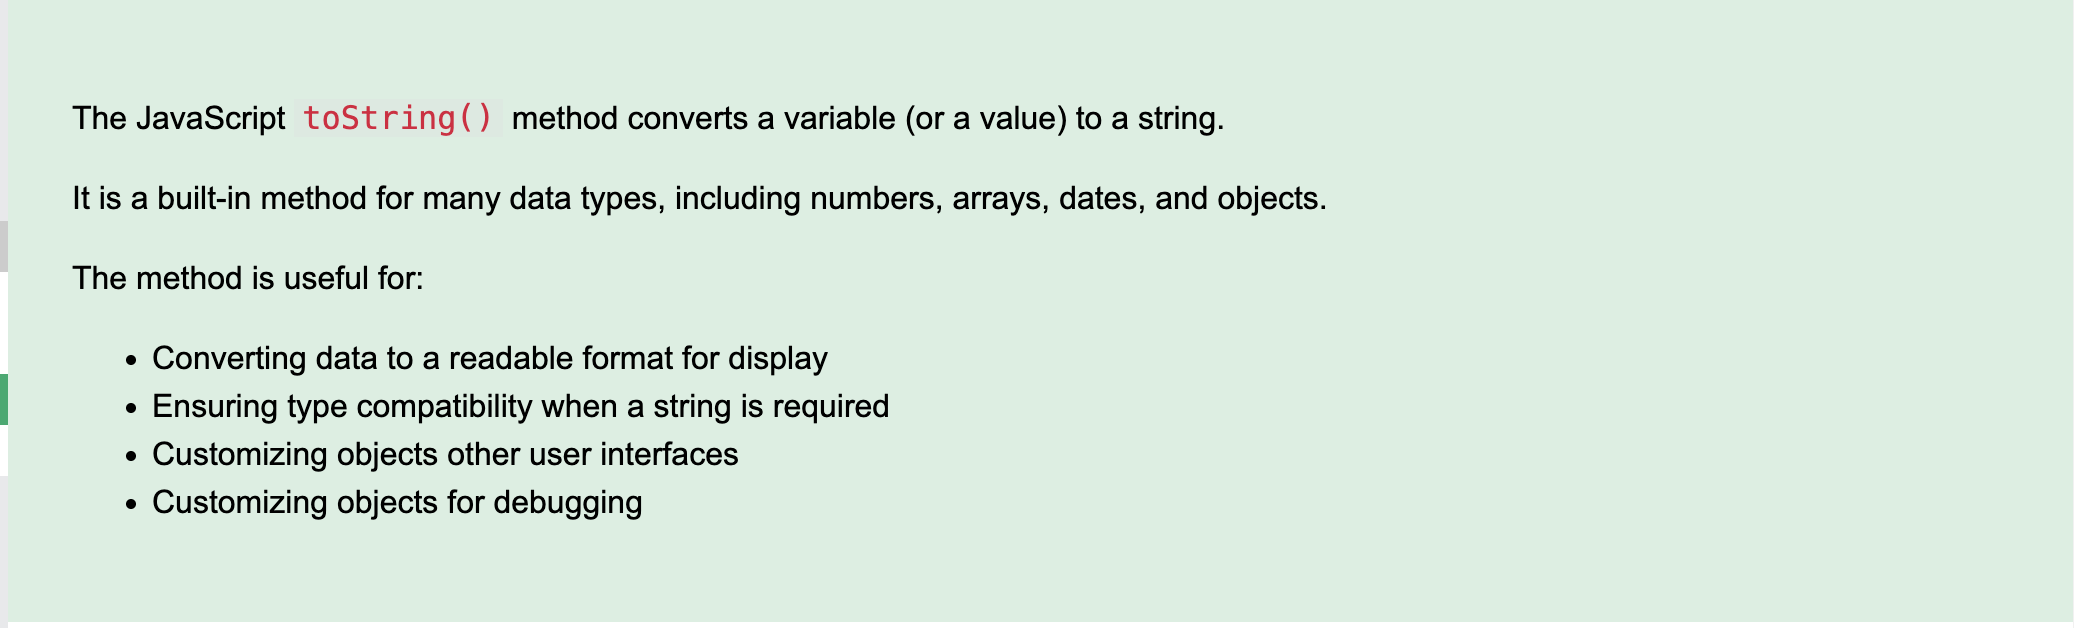 The JavaScript toString() method converts a variable (or a value) to a string.
It is a built-in method for many data types, including numbers, arrays, dates, and objects.
The method is useful for:
• Converting data to a readable format for display
• Ensuring type compatibility when a string is required
• Customizing objects other user interfaces
• Customizing objects for debugging